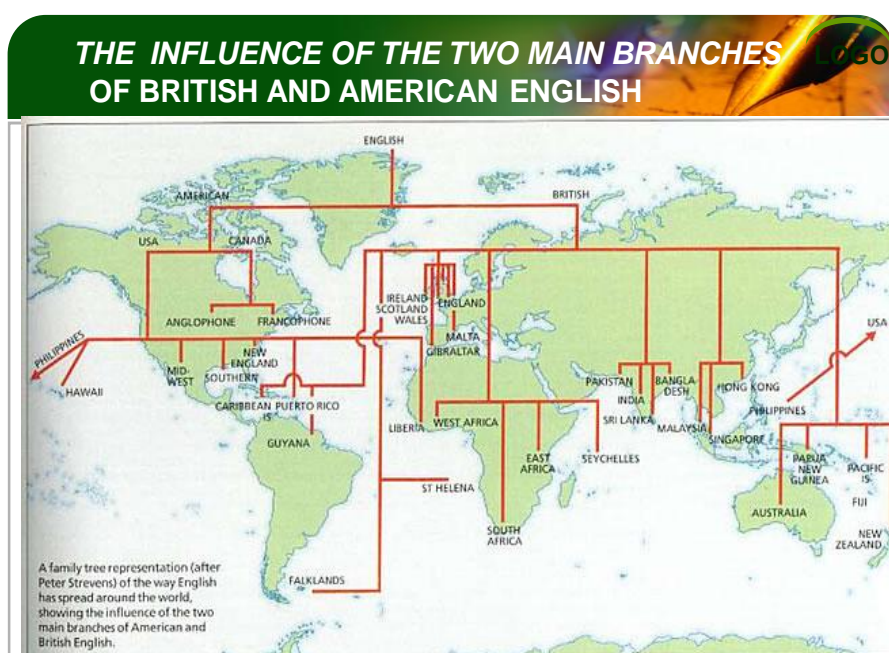 THE INFLUENCE OF THE TWO MAIN BRANCHES
OF BRITISH AND AMERICAN ENGLISH
LOGO
ENGLISH
AMERICAN
BRITISH
USA
CANADA
ANGLOPHONE
FRANCOPHONE
IRELAND
SCOTLAND
WALES
ENGLAND
MALTA
GIBRALTAR
USA
PHILIPPINES
HAWAII
MID-
WEST
SOUTHERN
NEW
ENGLAND
CARIBBEAN
IS
PUERTO RICO
GUYANA
LIBERIA
WEST AFRICA
EAST
AFRICA
SEYCHELLES
SOUTH
AFRICA
ST HELENA
FALKLANDS
PAKISTAN
INDIA
BANGLA-
DESH
SRI LANKA
MALAYSIA
SINGAPORE
HONG KONG
PHILIPPINES
PAPUA
NEW
GUINEA
PACIFIC
IS
FIJI
AUSTRALIA
NEW
ZEALAND
A family tree representation (after
Peter Strevens) of the way English
has spread around the world,
showing the influence of the two
main branches of American and
British English.